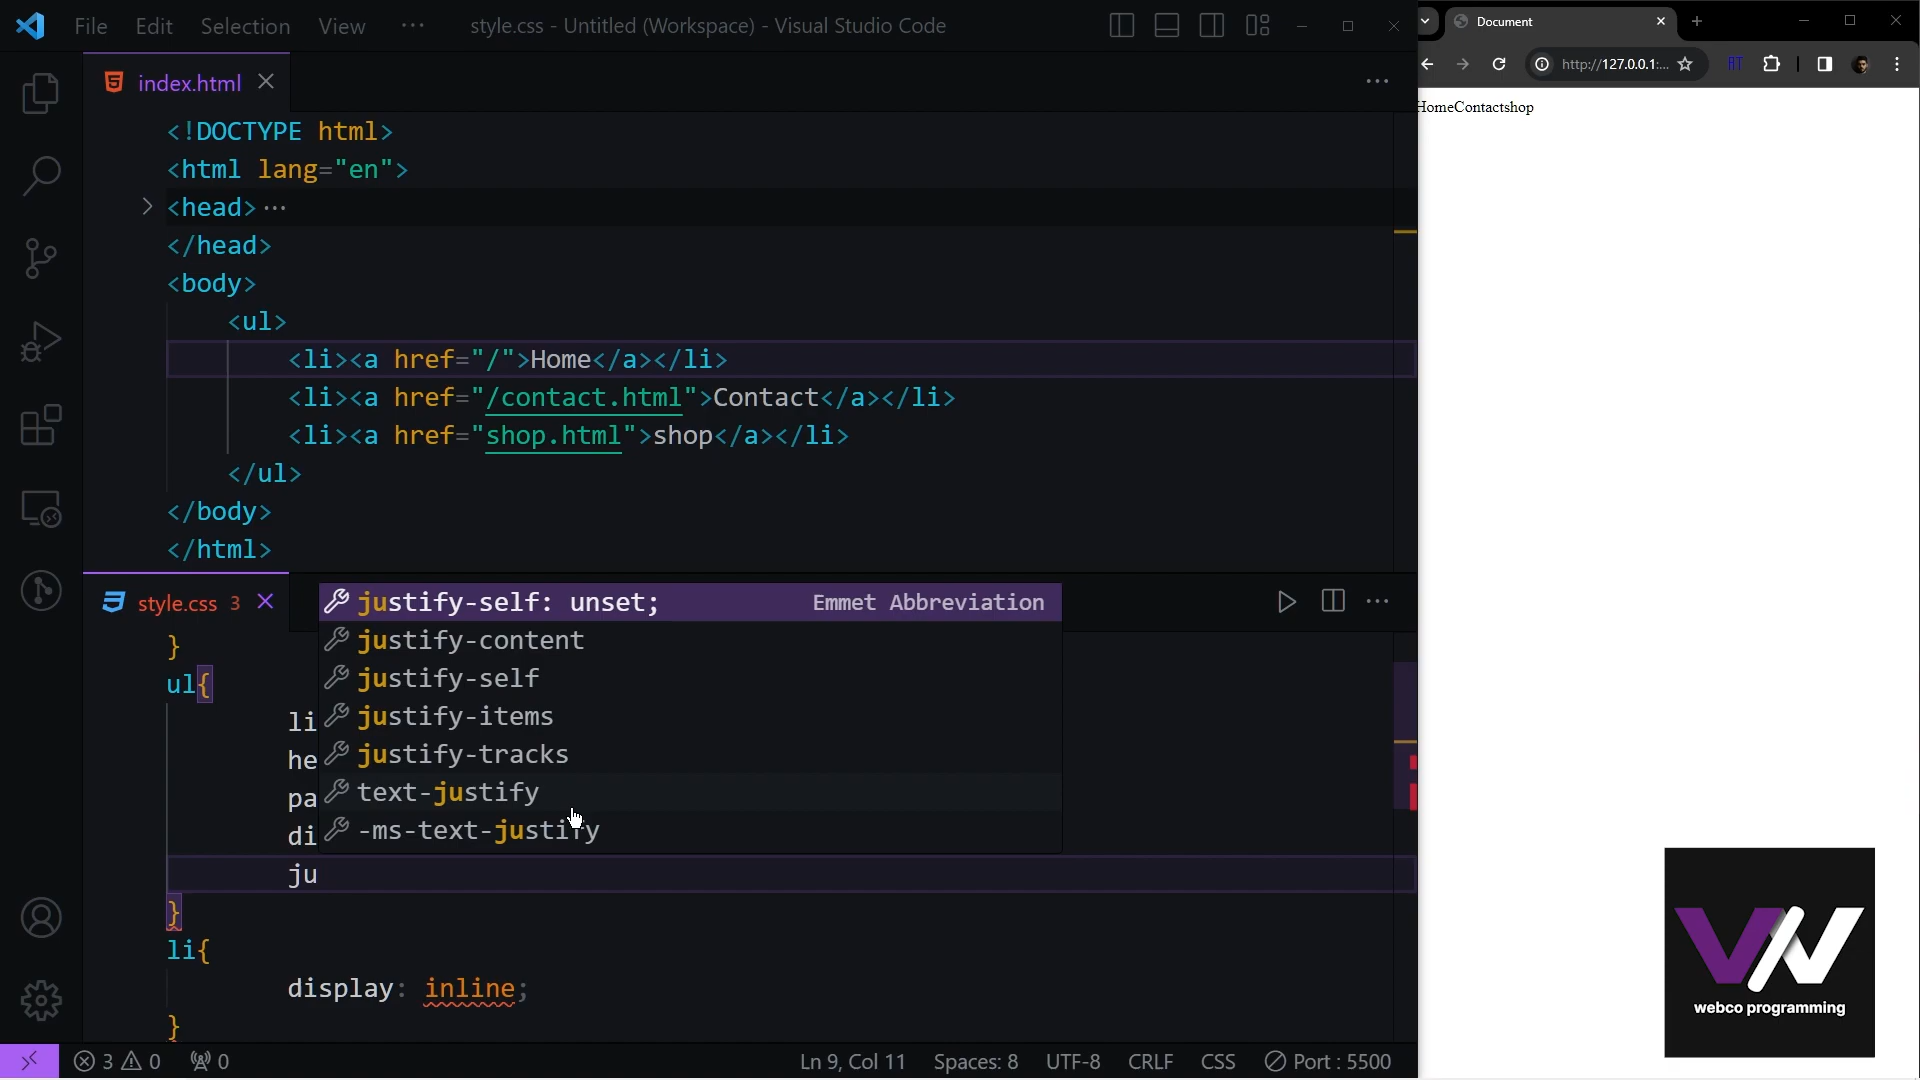 File Edit Selection View ··· style.css - Untitled (Workspace) - Visual Studio Code
index.html
<!DOCTYPE html>
<html lang="en">
<head>···
</head>
<body>
<ul>
<li><a href="/">Home</a></li>
<li><a href="/contact.html">Contact</a></li>
<li><a href="shop.html">shop</a></li>
</ul>
</body>
</html>
style.css 3
justify-self: unset; Emmet Abbreviation
justify-content
justify-self
justify-items
justify-tracks
text-justify
-ms-text-justify
}
ul{
li
he
pa
di
ju
}
li{
display: inline;
}
3 0 0 Ln 9, Col 11 Spaces: 8 UTF-8 CRLF CSS Port : 5500
Document
http://127.0.0.1:...
HomeContactshop
webco programming